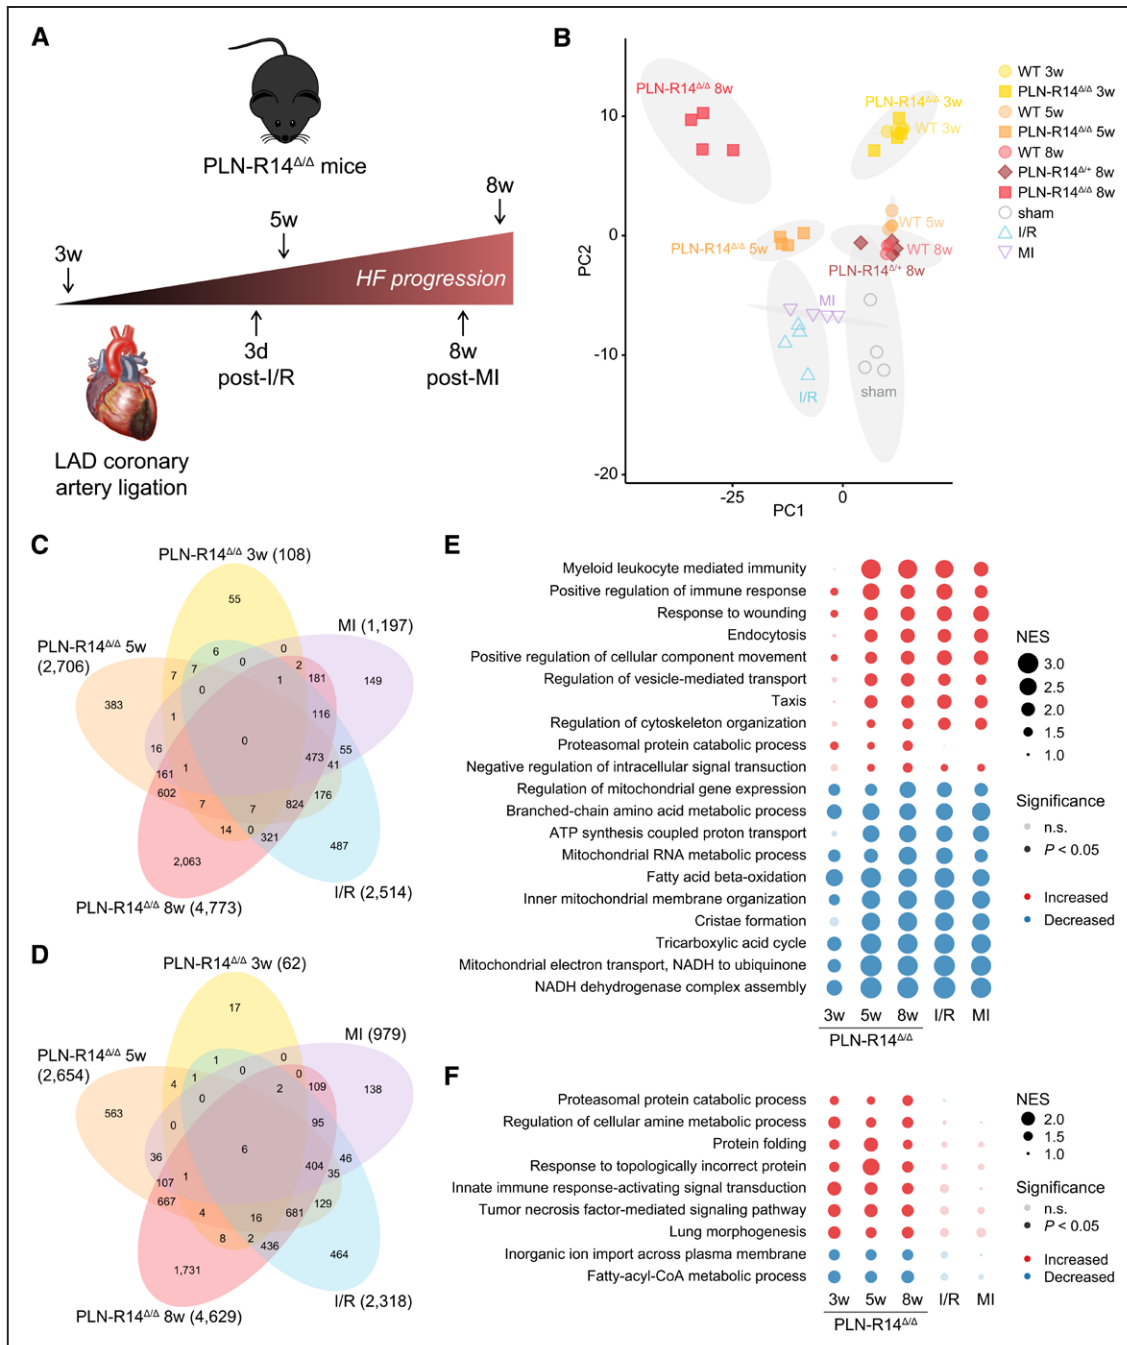 A
PLN-R14Δ/Δ mice
3w
5w
8w
HF progression
3d
post-I/R
8w
post-MI
LAD coronary
artery ligation
B
PC2
10
0
-10
-20
-25
0
PC1
PLN-R14Δ/Δ 8w
PLN-R14Δ/Δ 3w
WT 3w
WT 5w
PLN-R14Δ/Δ 5w
WT 8w
PLN-R14Δ/+ 8w
MI
I/R
sham
WT 3w
PLN-R14Δ/Δ 3w
WT 5w
PLN-R14Δ/Δ 5w
WT 8w
PLN-R14Δ/+ 8w
PLN-R14Δ/Δ 8w
sham
I/R
MI
C
PLN-R14Δ/Δ 3w (108)
MI (1,197)
PLN-R14Δ/Δ 5w
(2,706)
PLN-R14Δ/Δ 8w (4,773)
I/R (2,514)
55
6
0
0
2
7
7
0
1
181
149
383
1
116
16
0
55
161
1
473
41
602
176
7
7
824
14
0
321
487
2,063
D
PLN-R14Δ/Δ 3w (62)
MI (979)
PLN-R14Δ/Δ 5w
(2,654)
PLN-R14Δ/Δ 8w (4,629)
I/R (2,318)
17
1
0
0
0
4
1
0
2
109
138
563
0
95
36
6
46
107
1
404
35
667
129
4
16
681
8
2
436
464
1,731
E
Myeloid leukocyte mediated immunity
Positive regulation of immune response
Response to wounding
Endocytosis
Positive regulation of cellular component movement
Regulation of vesicle-mediated transport
Taxis
Regulation of cytoskeleton organization
Proteasomal protein catabolic process
Negative regulation of intracellular signal transuction
Regulation of mitochondrial gene expression
Branched-chain amino acid metabolic process
ATP synthesis coupled proton transport
Mitochondrial RNA metabolic process
Fatty acid beta-oxidation
Inner mitochondrial membrane organization
Cristae formation
Tricarboxylic acid cycle
Mitochondrial electron transport, NADH to ubiquinone
NADH dehydrogenase complex assembly
3w 5w 8w I/R MI
PLN-R14Δ/Δ
NES
3.0
2.5
2.0
1.5
1.0
Significance
n.s.
P < 0.05
Increased
Decreased
F
Proteasomal protein catabolic process
Regulation of cellular amine metabolic process
Protein folding
Response to topologically incorrect protein
Innate immune response-activating signal transduction
Tumor necrosis factor-mediated signaling pathway
Lung morphogenesis
Inorganic ion import across plasma membrane
Fatty-acyl-CoA metabolic process
3w 5w 8w I/R MI
PLN-R14Δ/Δ
NES
2.0
1.5
1.0
Significance
n.s.
P < 0.05
Increased
Decreased